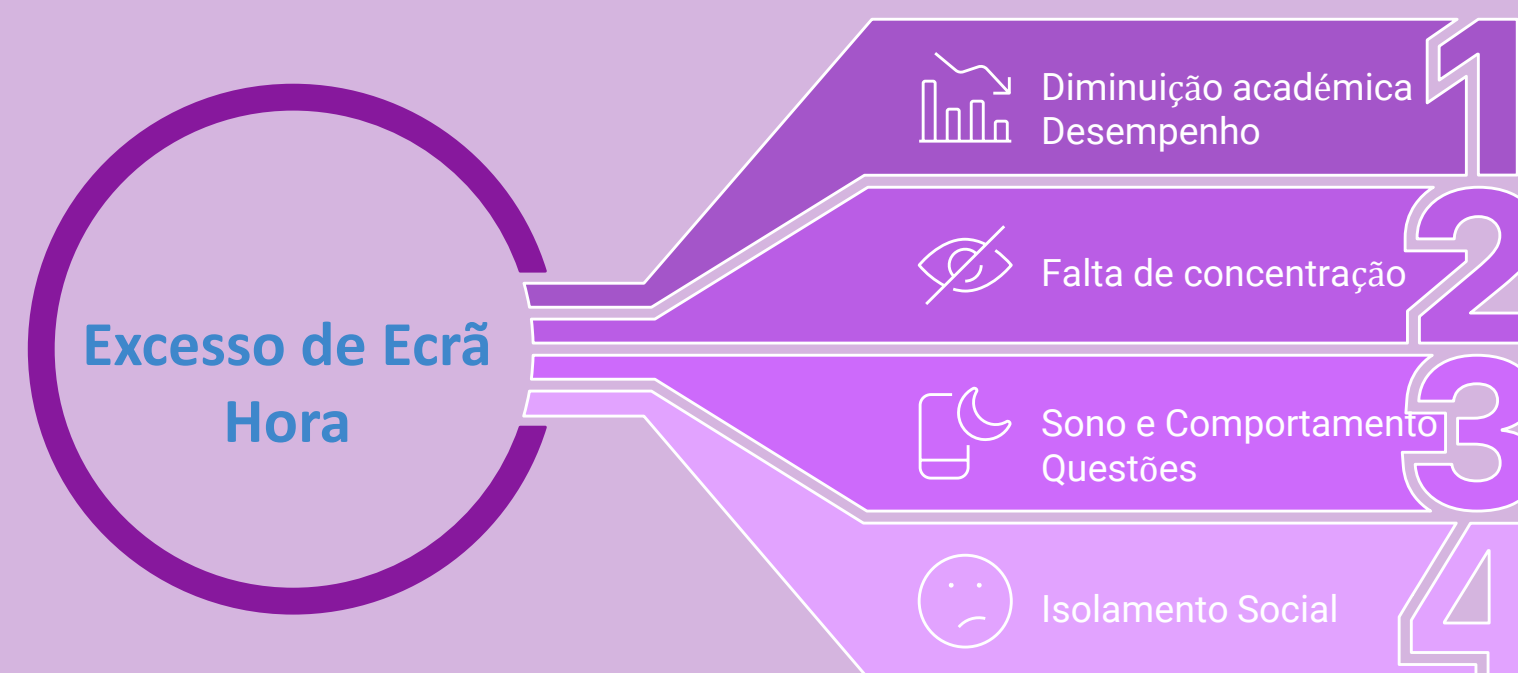 Excesso de Ecrã
Hora
Diminuição académica
Desempenho
1
Falta de concentração
2
Sono e Comportamento
Questões
3
Isolamento Social
4